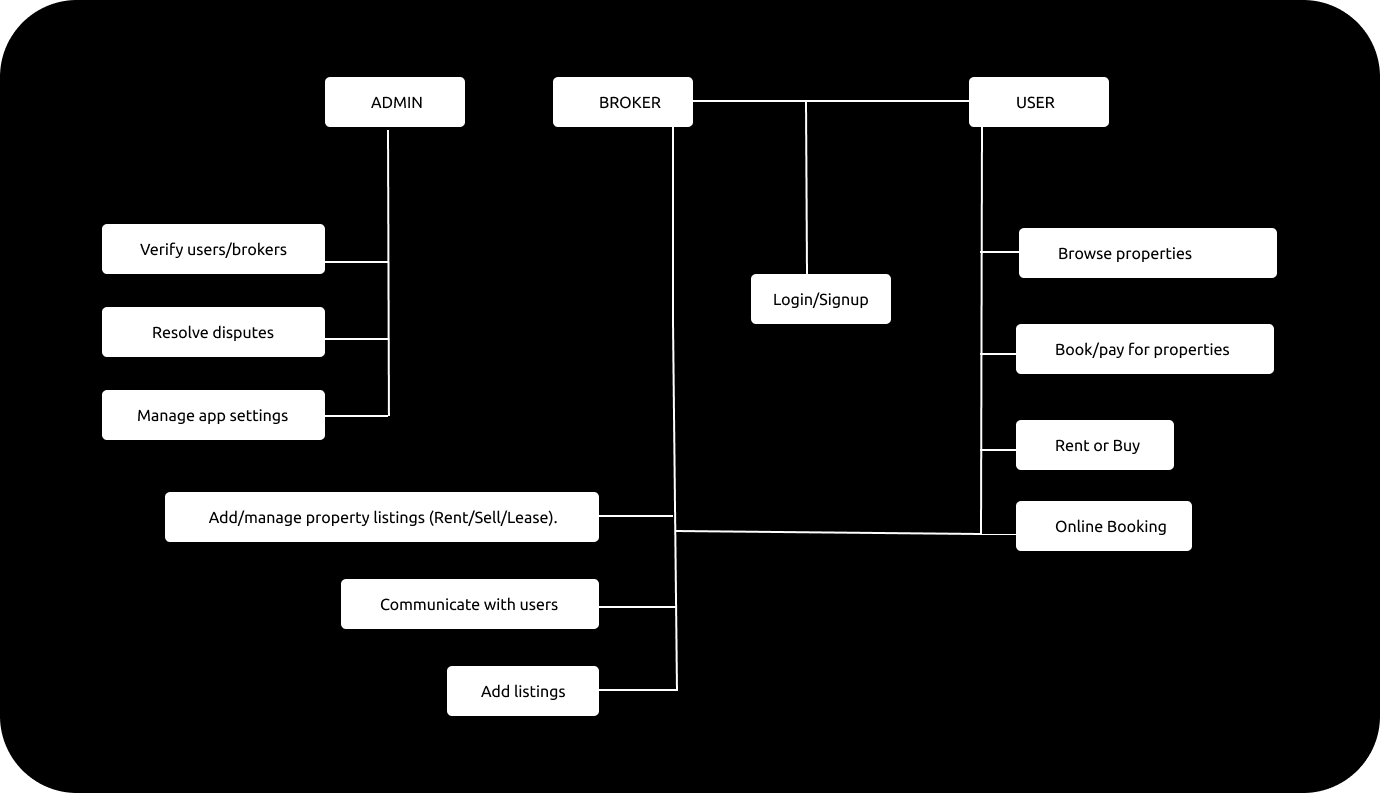 ADMIN
BROKER
USER
Verify users/brokers
Resolve disputes
Manage app settings
Login/Signup
Browse properties
Book/pay for properties
Rent or Buy
Online Booking
Add/manage property listings (Rent/Sell/Lease).
Communicate with users
Add listings